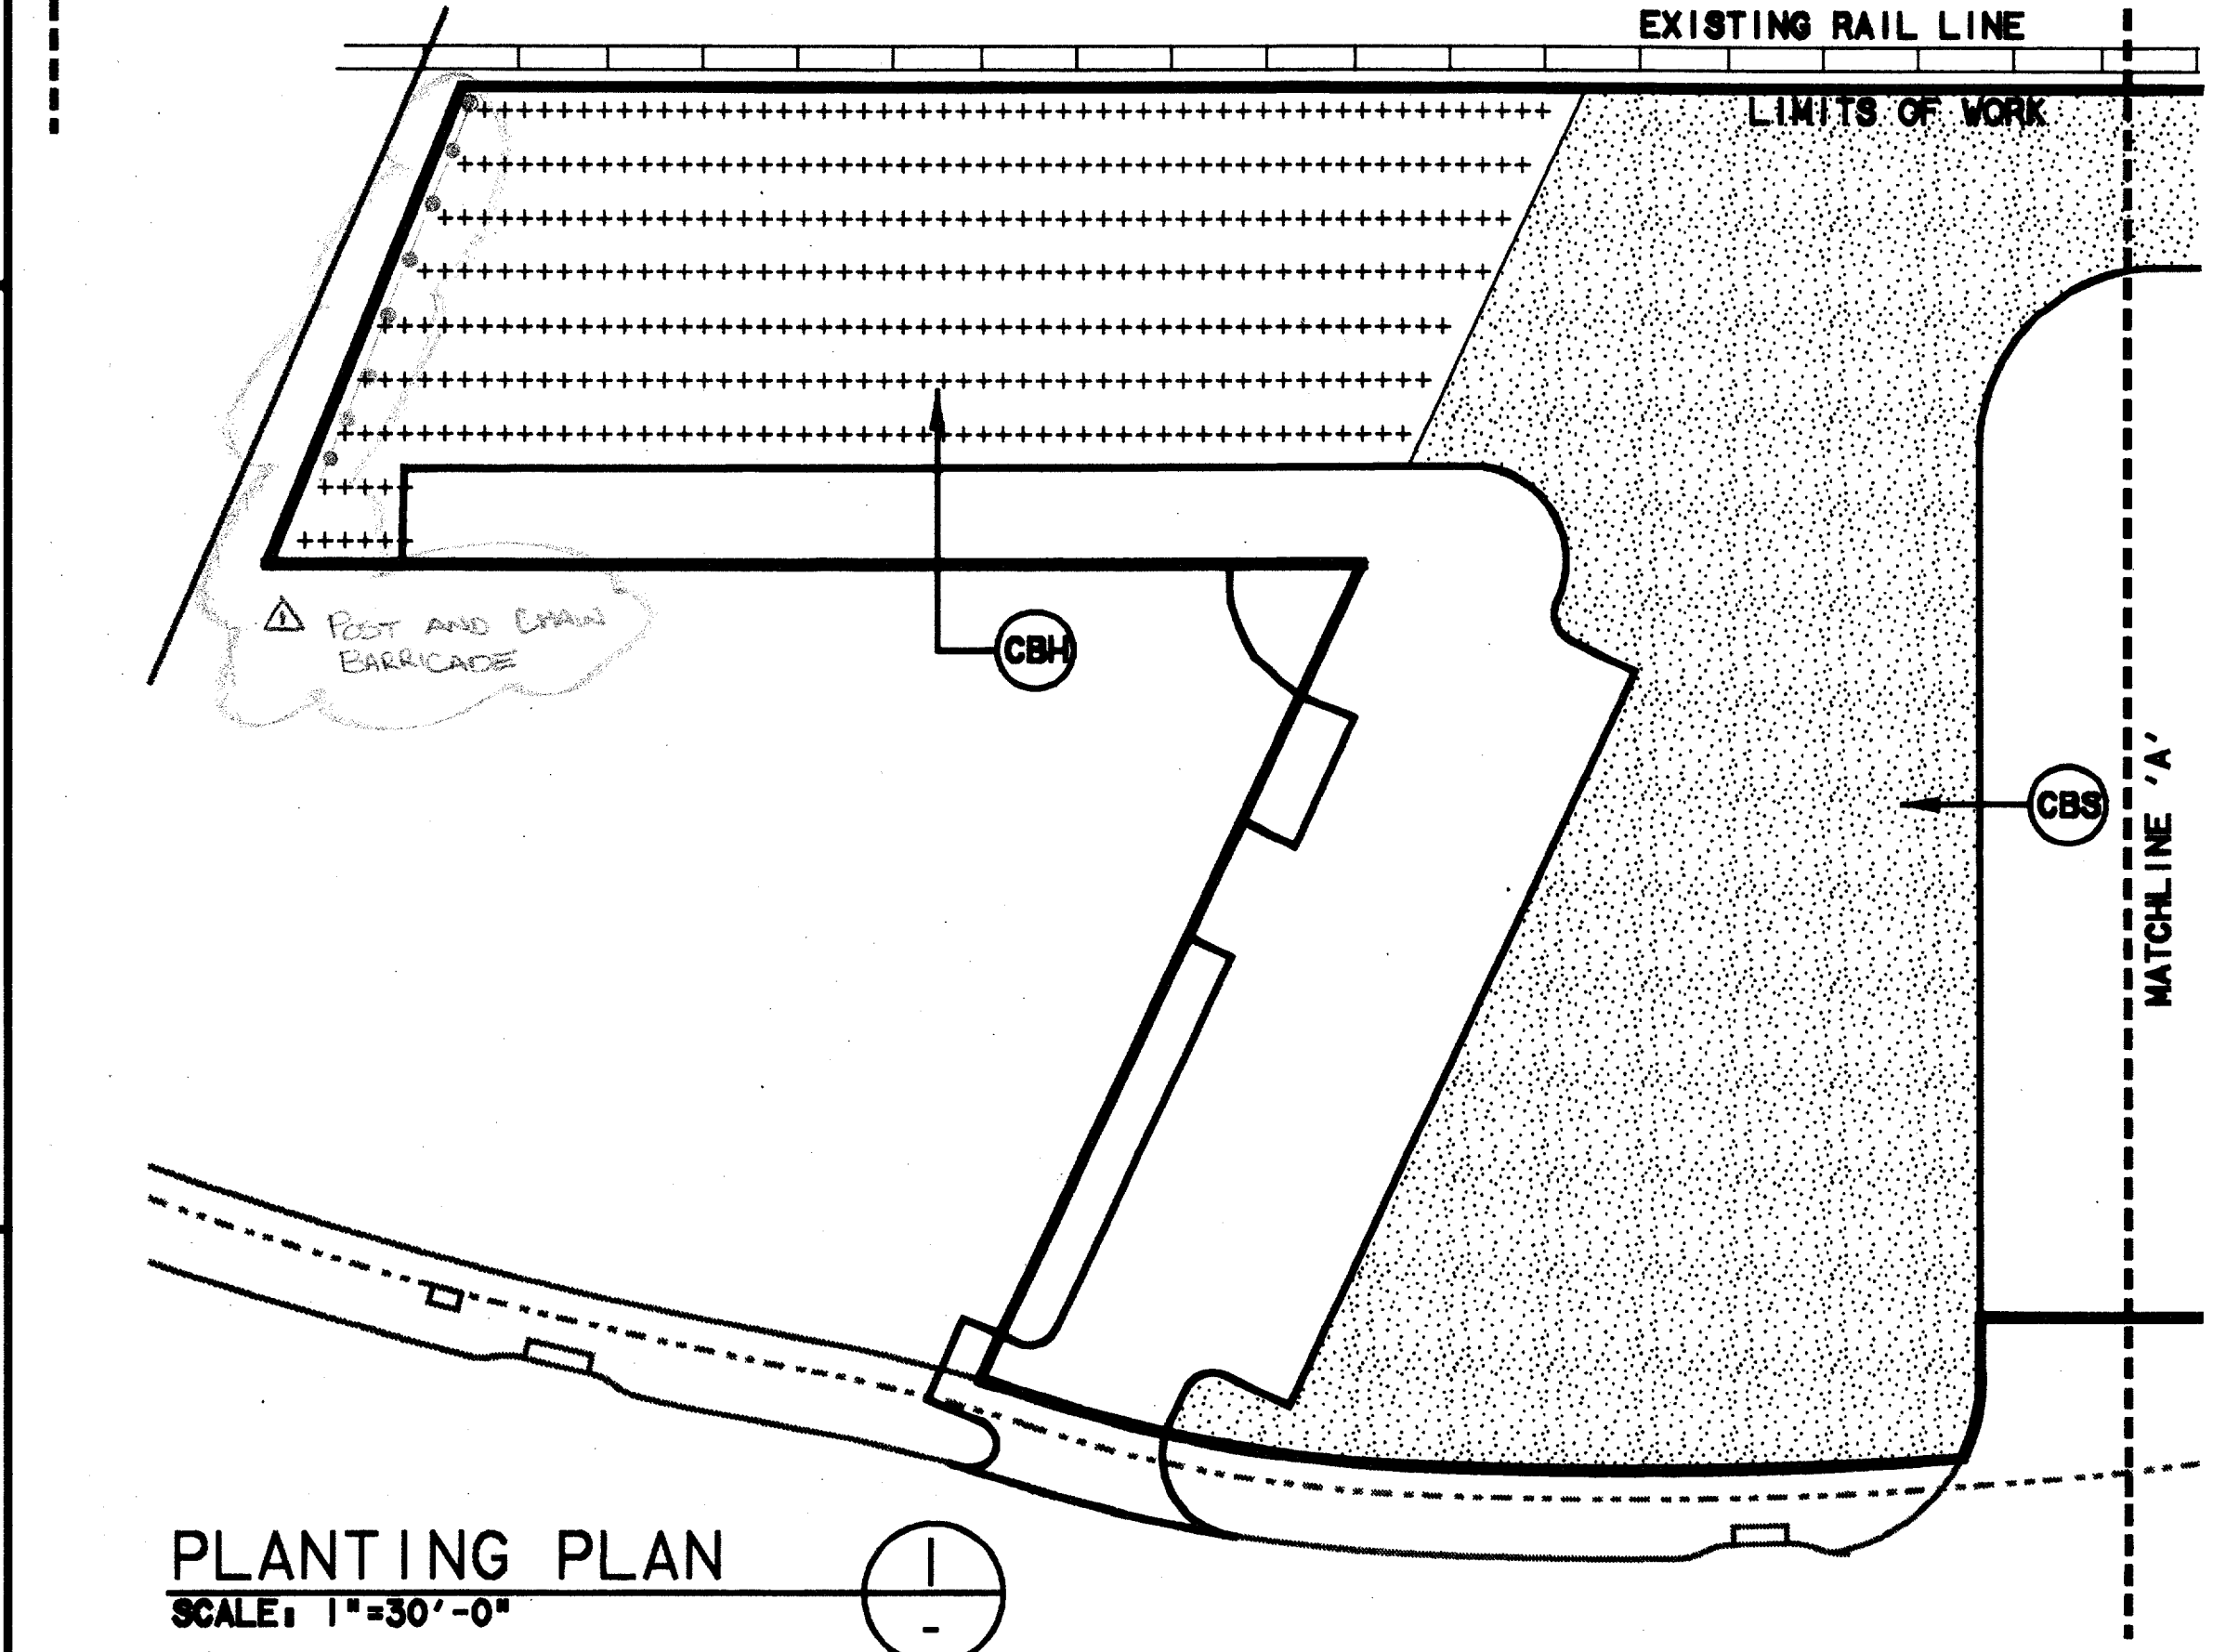 EXISTING RAIL LINE
LIMITS OF WORK
1 POST AND CHAIN
BARRICADE
CBH
CBS
MATCHLINE 'A'
PLANTING PLAN
SCALE: 1"=30'-0"
1
-